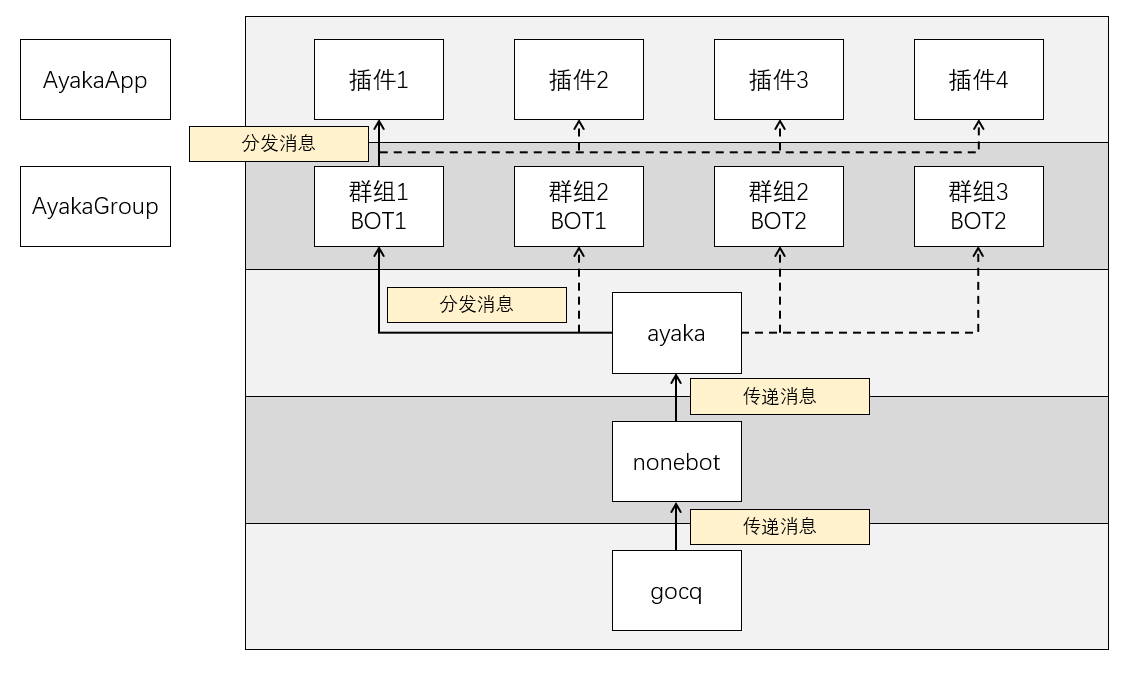 AyakaApp
插件1
插件2
插件3
插件4
分发消息
AyakaGroup
群组1
BOT1
群组2
BOT1
群组2
BOT2
群组3
BOT2
分发消息
ayaka
传递消息
nonebot
传递消息
gocq